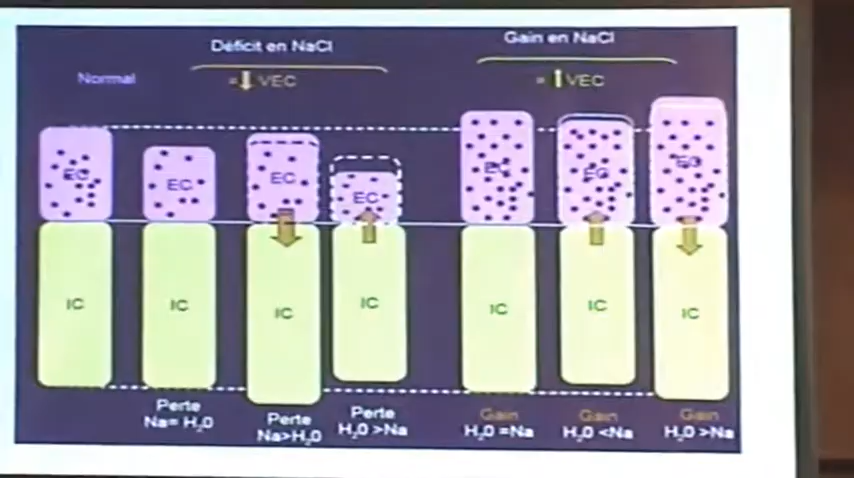 Déficit en NaCl
Gain en NaCl
Normal
= VEC
= VEC
EC
EC
EC
EC
EC
EC
EC
IC
IC
IC
IC
IC
IC
IC
Perte
Na= H₂O
Perte
Na>H₂O
Perte
H₂O >Na
Gain
H₂O =Na
Gain
H₂O <Na
Gain
H₂O >Na